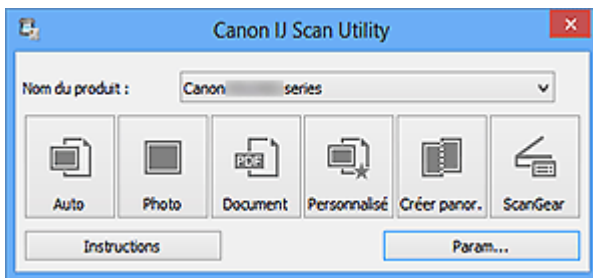 Canon IJ Scan Utility
Nom du produit : Canon series
PDF
Auto Photo Document Personnalisé Créer panor. ScanGear
Instructions Param...